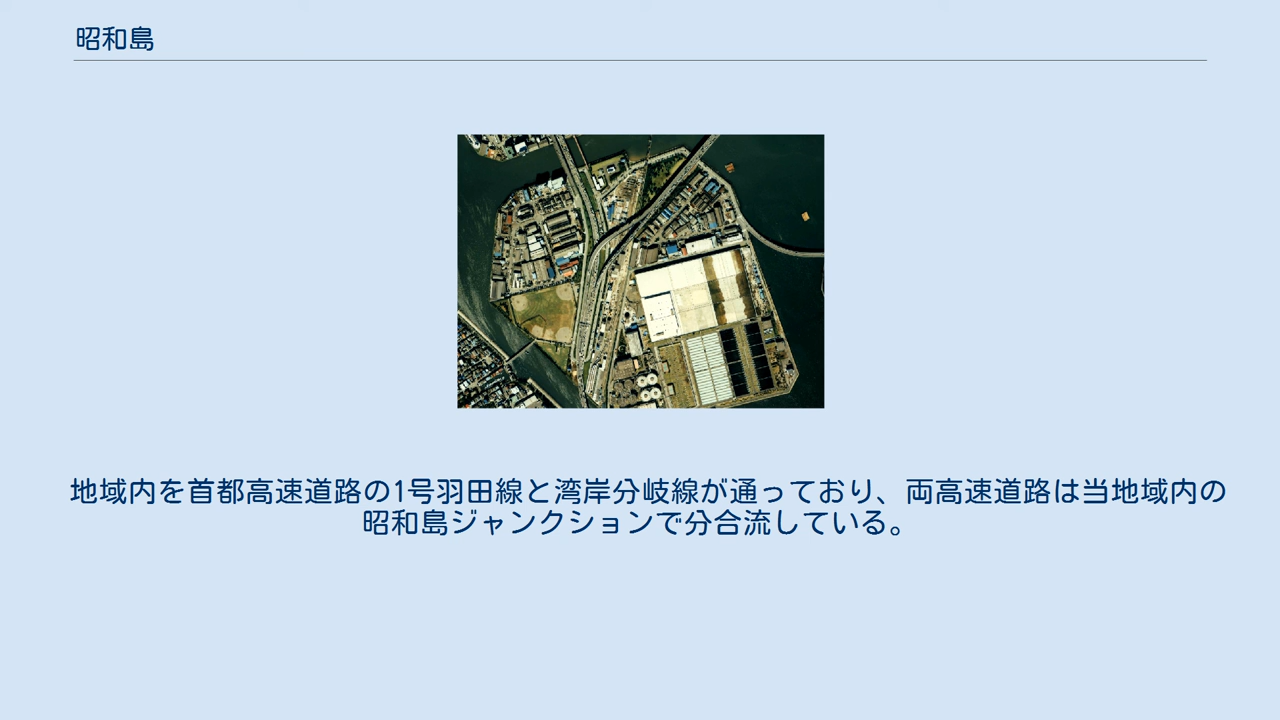 昭和島
地域内を首都高速道路の1号羽田線と湾岸分岐線が通っており、両高速道路は当地域内の
昭和島ジャンクションで分合流している。